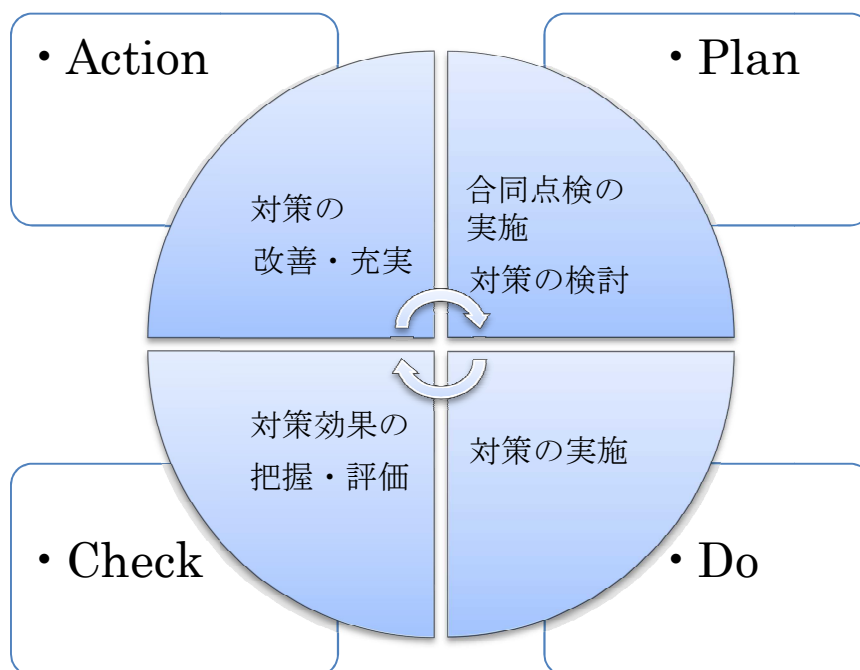 ・Action
・Plan
対策の
改善・充実
合同点検の
実施
対策の検討
対策効果の
把握・評価
対策の実施
・Check
・Do